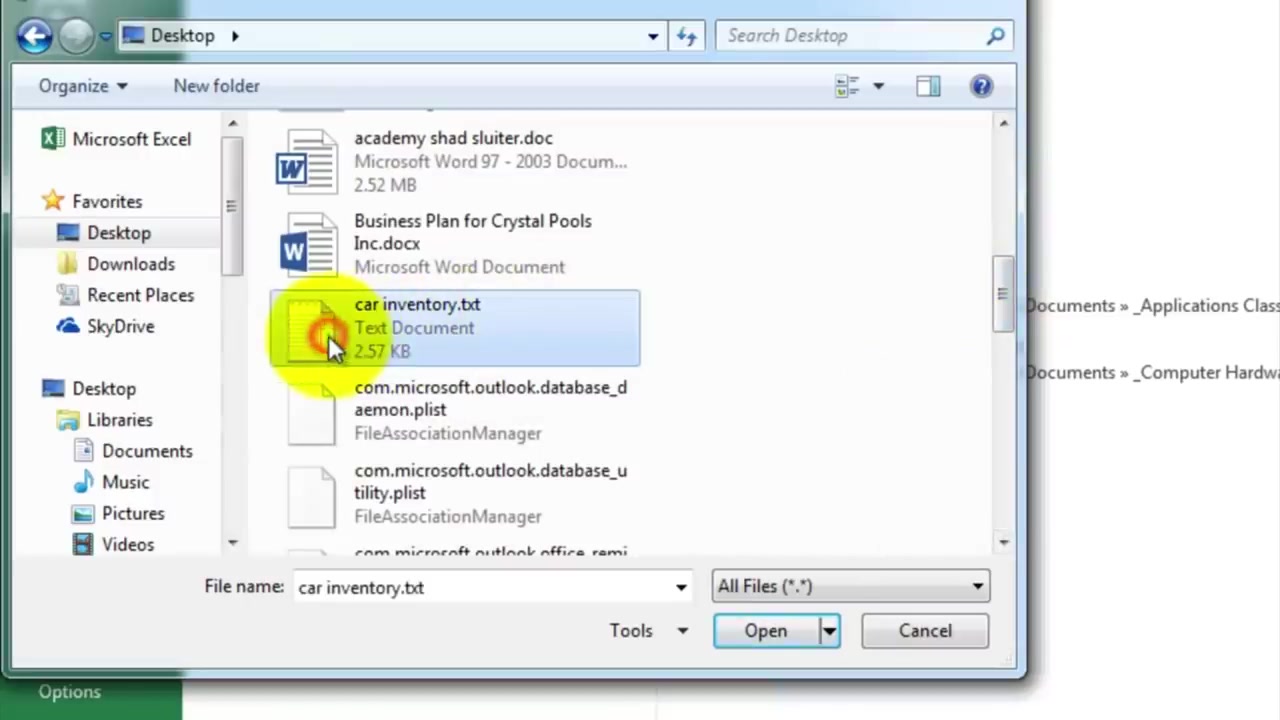 Desktop
Search Desktop
Organize
New folder
Microsoft Excel
Favorites
Desktop
Downloads
Recent Places
SkyDrive
Desktop
Libraries
Documents
Music
Pictures
Videos
academy shad sluiter.doc
Microsoft Word 97 - 2003 Docum...
2.52 MB
Business Plan for Crystal Pools
Inc.docx
Microsoft Word Document
car inventory.txt
Text Document
2.57 KB
com.microsoft.outlook.database_d
aemon.plist
FileAssociationManager
com.microsoft.outlook.database_u
tility.plist
FileAssociationManager
com.microsoft.outlook.office_remi
Documents » _Applications Class
Documents » _Computer Hardwa
File name:
car inventory.txt
All Files (*.*)
Tools
Open
Cancel
Options